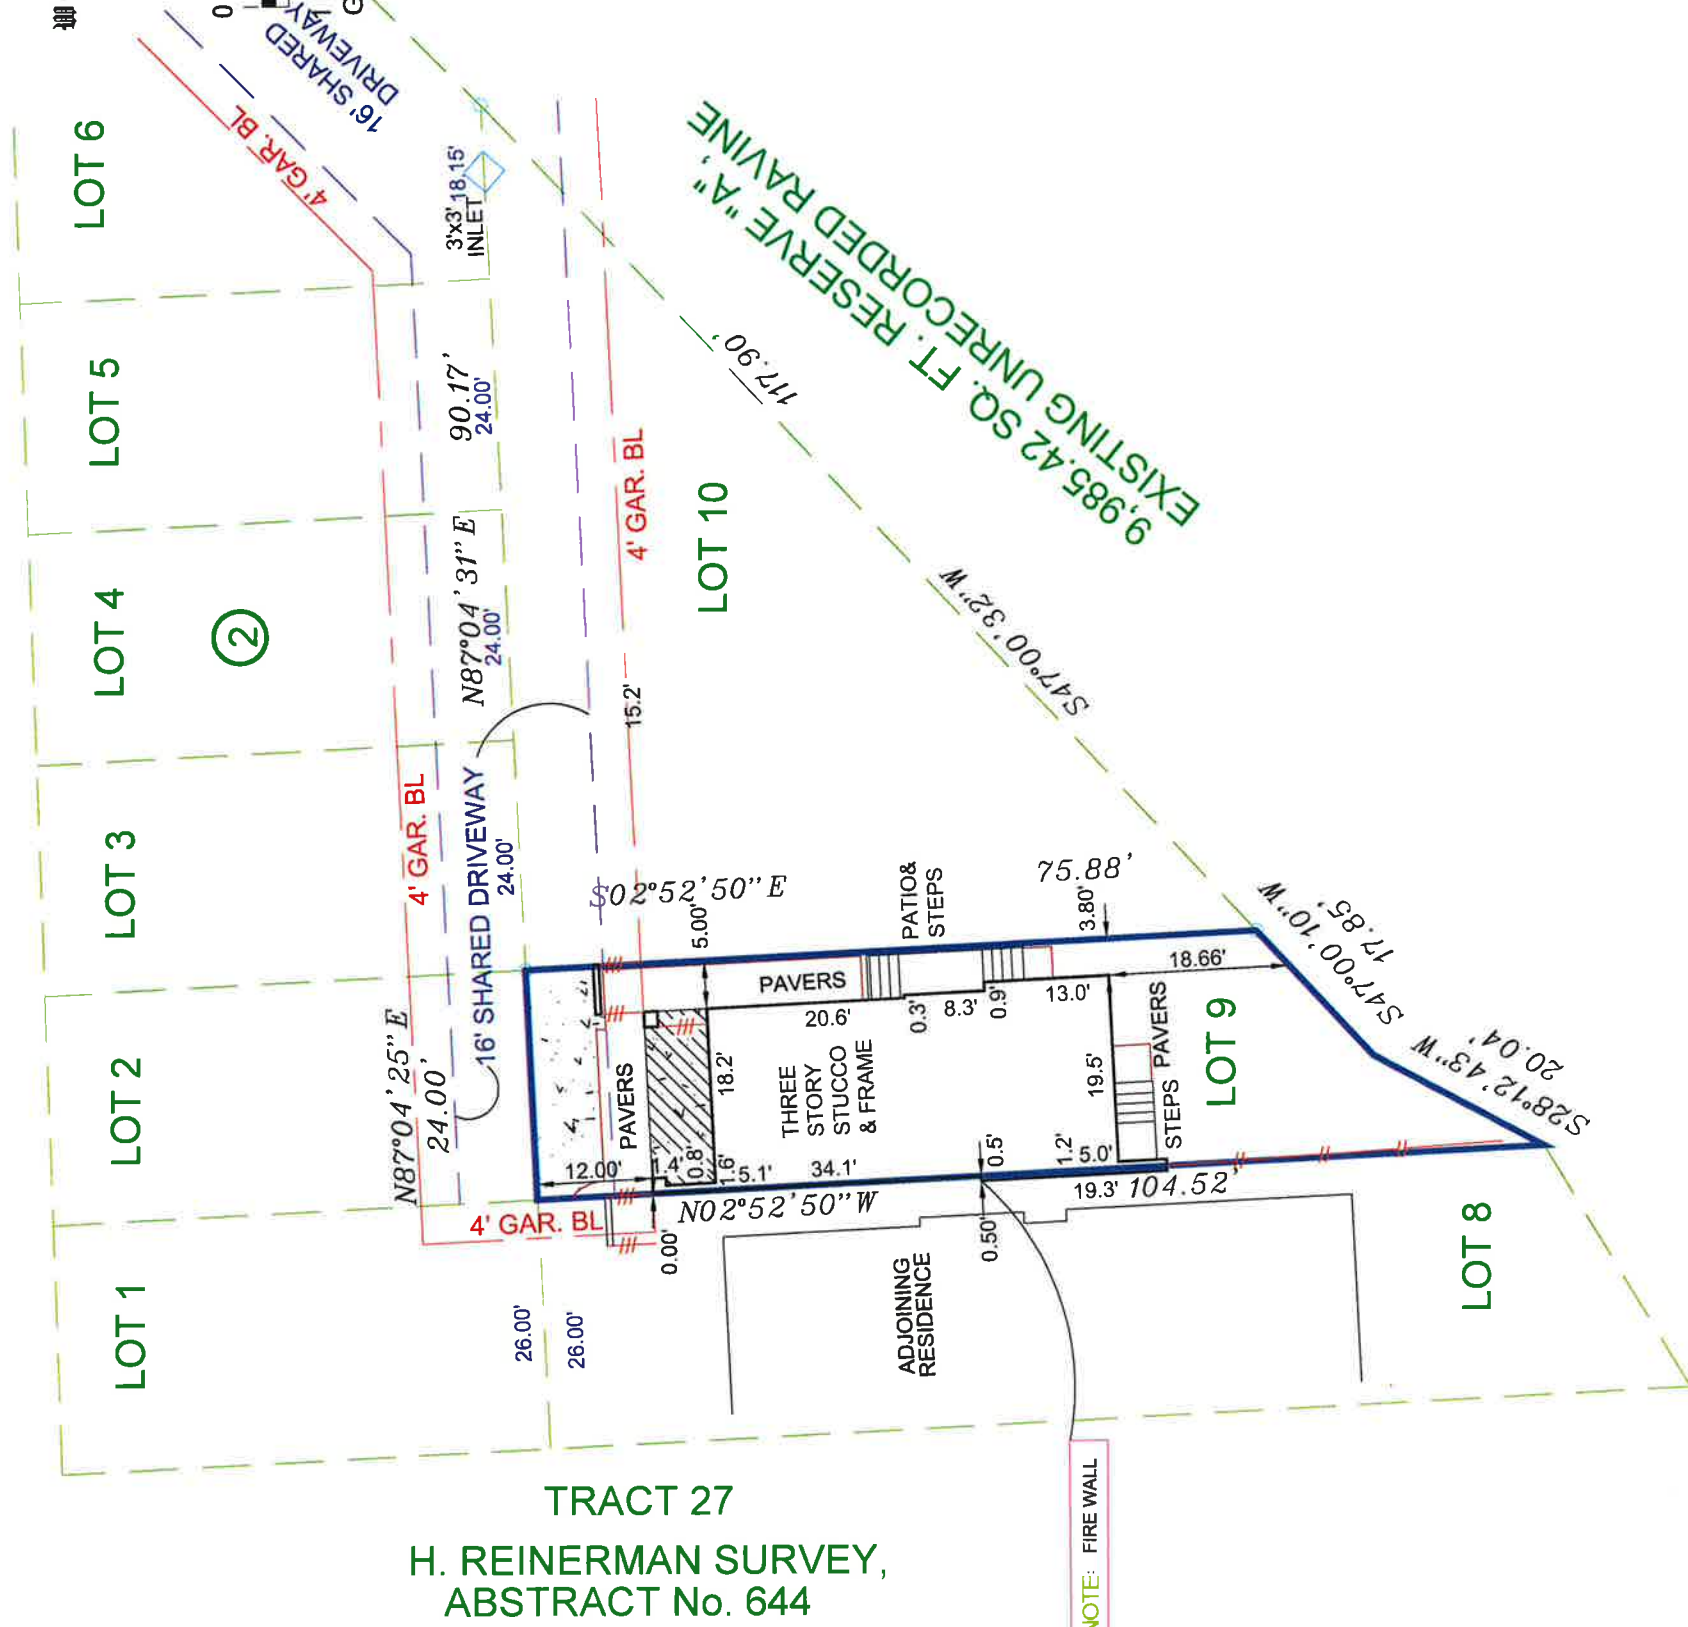 0
G
16' SHARED
DRIVEWAY
4' GAR. BL
LOT 6
LOT 5
LOT 4
LOT 3
LOT 2
LOT 1
2
3'x3'
INLET
18.15'
90.17'
24.00'
N87°04'31" E
24.00'
4' GAR. BL
16' SHARED DRIVEWAY
24.00'
N87°04'25" E
24.00'
4' GAR. BL
LOT 10
15.2'
117.90'
9,985.42 SQ. FT. RESERVE "A",
EXISTING UNRECORDED RAVINE
S47°00'32"W
S02°52'50" E
75.88'
5.00'
PATIO&
STEPS
3.80'
PAVERS
20.6'
0.3'
8.3'
0.9'
13.0'
18.66'
PAVERS
18.2'
THREE
STORY
STUCCO
& FRAME
19.5'
STEPS
PAVERS
LOT 9
S47°00'10"W
17.85'
S28°12'43"W
20.04'
12.00'
1.4'
0.8'
1.6'
5.1'
34.1'
0.5'
1.2'
5.0'
19.3'
104.52'
N02°52'50"W
4' GAR. BL
0.00'
0.50'
26.00'
26.00'
ADJOINING
RESIDENCE
LOT 8
NOTE: FIRE WALL
TRACT 27
H. REINERMAN SURVEY,
ABSTRACT No. 644